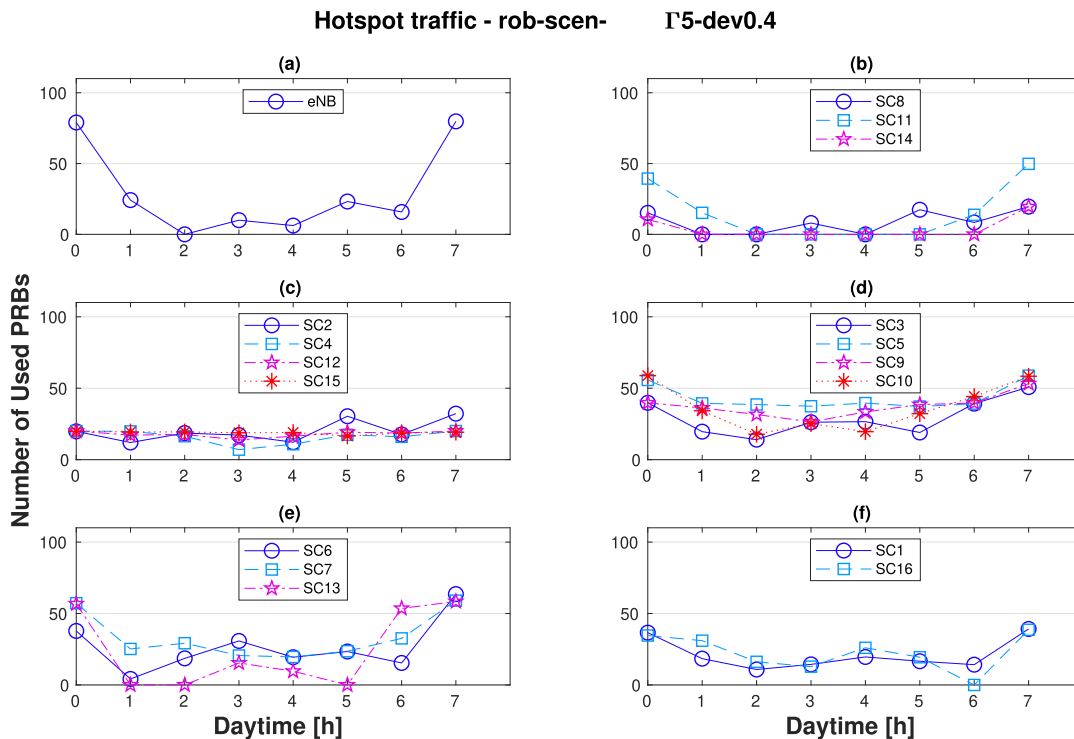 Hotspot traffic - rob-scen- Γ5-dev0.4
Number of Used PRBs
(a)
100
50
0
eNB
0 1 2 3 4 5 6 7
(b)
100
50
0
SC8
SC11
SC14
0 1 2 3 4 5 6 7
(c)
100
50
0
SC2
SC4
SC12
SC15
0 1 2 3 4 5 6 7
(d)
100
50
0
SC3
SC5
SC9
SC10
0 1 2 3 4 5 6 7
(e)
100
50
0
SC6
SC7
SC13
0 1 2 3 4 5 6 7
Daytime [h]
(f)
100
50
0
SC1
SC16
0 1 2 3 4 5 6 7
Daytime [h]